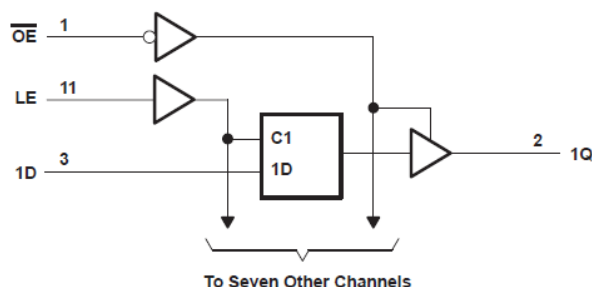 OE 1
LE 11
C1
1D 3 1D 2 1Q
To Seven Other Channels